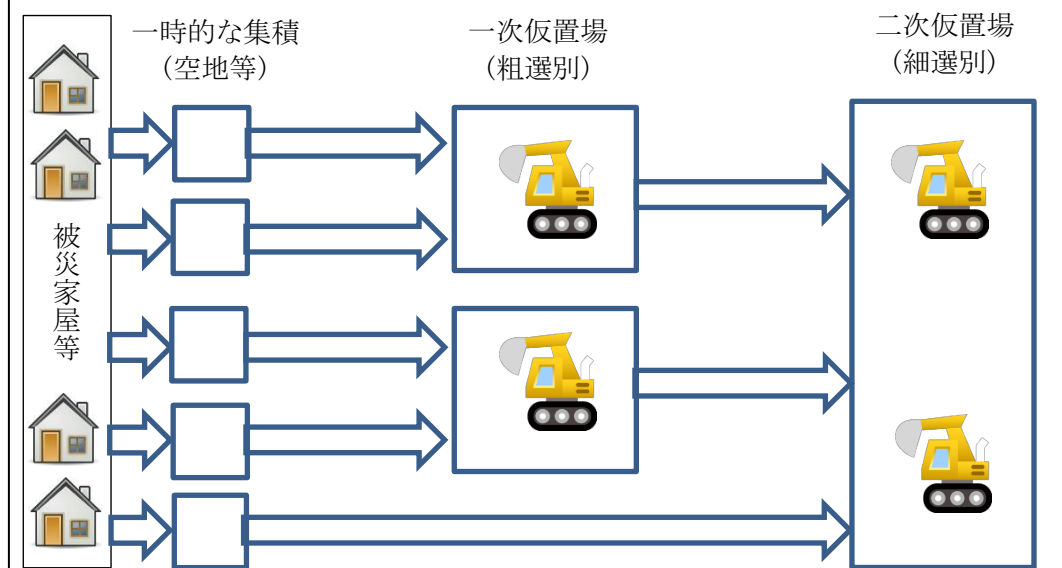 一時的な集積
（空地等）
一次仮置場
（粗選別）
二次仮置場
（細選別）
被災家屋等